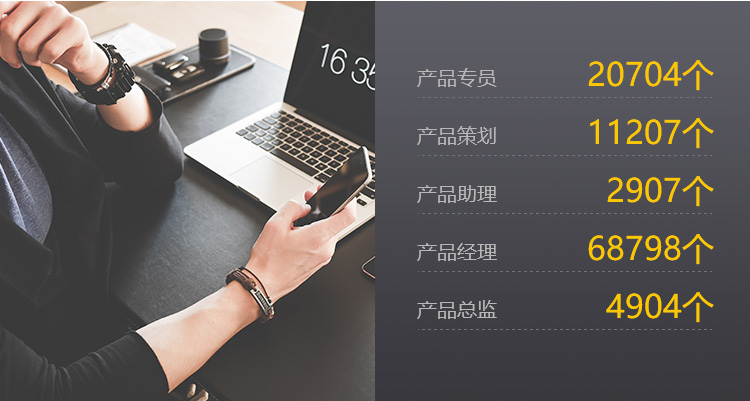 16 35
产品专员 20704个
产品策划 11207个
产品助理 2907个
产品经理 68798个
产品总监 4904个